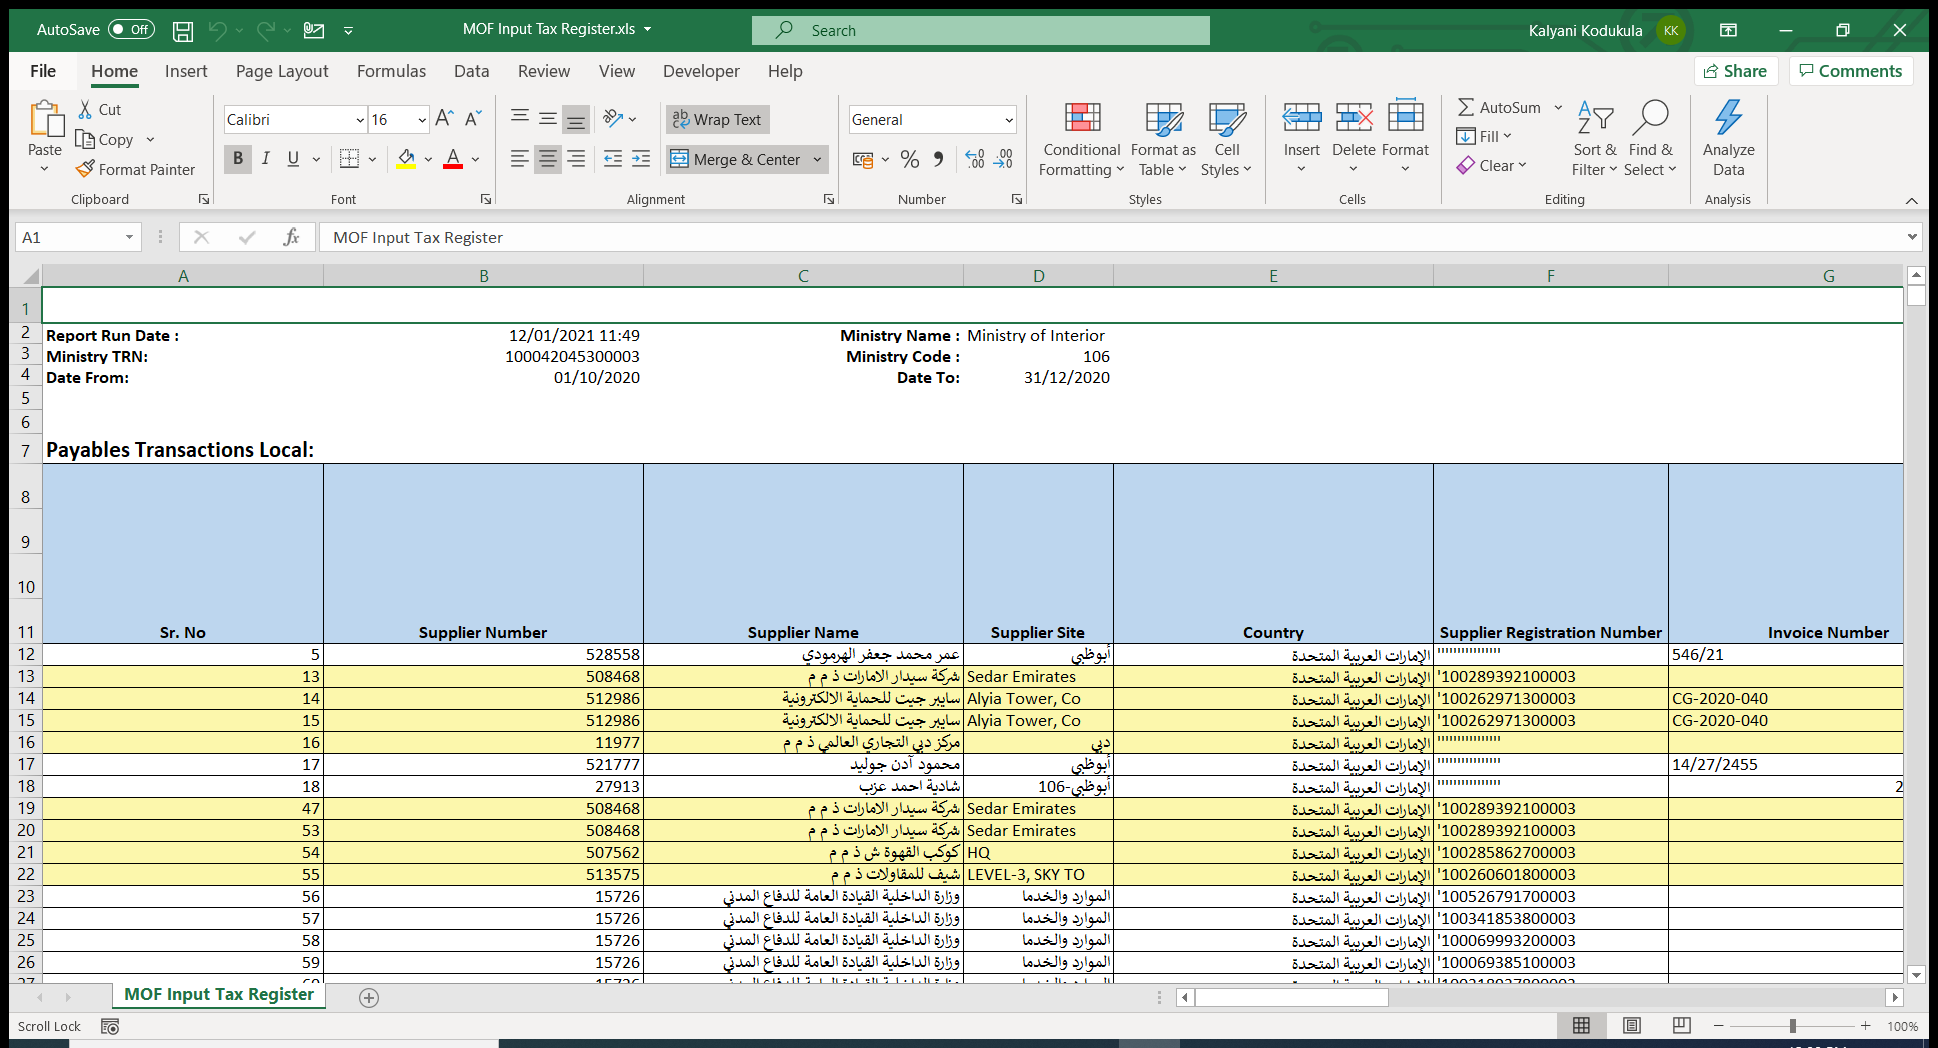 AutoSave Off MOF Input Tax Register.xls Search Kalyani Kodukula KK
File Home Insert Page Layout Formulas Data Review View Developer Help Share Comments
Paste Cut Copy Format Painter Clipboard
Calibri 16 B I U Font
Wrap Text Merge & Center Alignment
General % Number
Conditional Formatting Format as Table Cell Styles Styles
Insert Delete Format Cells
AutoSum Fill Clear Sort & Filter Find & Select Editing
Analyze Data Analysis
A1 fx MOF Input Tax Register
A B C D E F G
1
2 Report Run Date : 12/01/2021 11:49 Ministry Name : Ministry of Interior
3 Ministry TRN: 100042045300003 Ministry Code : 106
4 Date From: 01/10/2020 Date To: 31/12/2020
5
6
7 Payables Transactions Local:
8
9
10
11 Sr. No Supplier Number Supplier Name Supplier Site Country Supplier Registration Number Invoice Number
12 5 528558 عمر محمد جعفر الهرمودي أبوظبي الإمارات العربية المتحدة '''''''''''''''' 546/21
13 13 508468 شركة سيدار الامارات ذ م م Sedar Emirates الإمارات العربية المتحدة '100289392100003
14 14 512986 سايبر جيت للحماية الالكترونية Alyia Tower, Co الإمارات العربية المتحدة '100262971300003 CG-2020-040
15 15 512986 سايبر جيت للحماية الالكترونية Alyia Tower, Co الإمارات العربية المتحدة '100262971300003 CG-2020-040
16 16 11977 مركز دبي التجاري العالمي ذ م م دبي الإمارات العربية المتحدة ''''''''''''''''
17 17 521777 محمود آدن جوليد أبوظبي الإمارات العربية المتحدة '''''''''''''''' 14/27/2455
18 18 27913 شادية احمد عزب أبوظبي-106 الإمارات العربية المتحدة '''''''''''''''' 2
19 47 508468 شركة سيدار الامارات ذ م م Sedar Emirates الإمارات العربية المتحدة '100289392100003
20 53 508468 شركة سيدار الامارات ذ م م Sedar Emirates الإمارات العربية المتحدة '100289392100003
21 54 507562 كوكب القهوة ش ذ م م HQ الإمارات العربية المتحدة '100285862700003
22 55 513575 شيف للمقاولات ذ م م LEVEL-3, SKY TO الإمارات العربية المتحدة '100260601800003
23 56 15726 وزارة الداخلية القيادة العامة للدفاع المدني الموارد والخدما الإمارات العربية المتحدة '100526791700003
24 57 15726 وزارة الداخلية القيادة العامة للدفاع المدني الموارد والخدما الإمارات العربية المتحدة '100341853800003
25 58 15726 وزارة الداخلية القيادة العامة للدفاع المدني الموارد والخدما الإمارات العربية المتحدة '100069993200003
26 59 15726 وزارة الداخلية القيادة العامة للدفاع المدني الموارد والخدما الإمارات العربية المتحدة '100069385100003
MOF Input Tax Register
Scroll Lock 100%